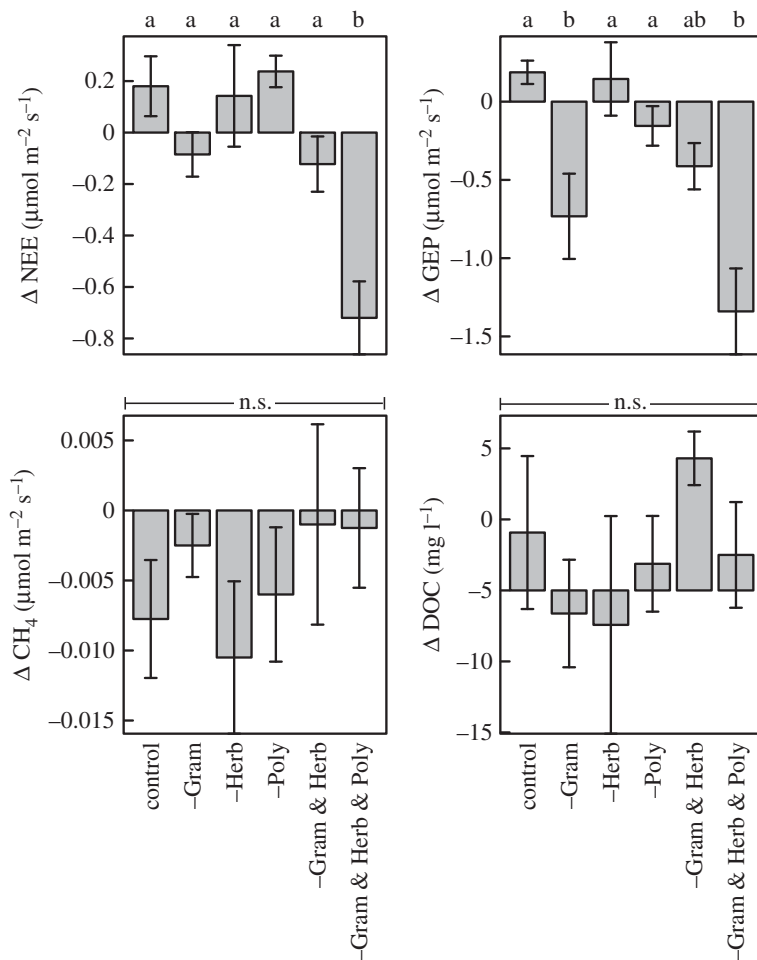 a a a a a b
0.2
0
−0.2
−0.4
−0.6
−0.8
Δ NEE (μmol m−2 s−1)
a b a a ab b
0
−0.5
−1.0
−1.5
Δ GEP (μmol m−2 s−1)
n.s.
0.005
0
−0.005
−0.010
−0.015
Δ CH4 (μmol m−2 s−1)
control
−Gram
−Herb
−Poly
−Gram & Herb
−Gram & Herb & Poly
n.s.
5
0
−5
−10
−15
Δ DOC (mg l−1)
control
−Gram
−Herb
−Poly
−Gram & Herb
−Gram & Herb & Poly